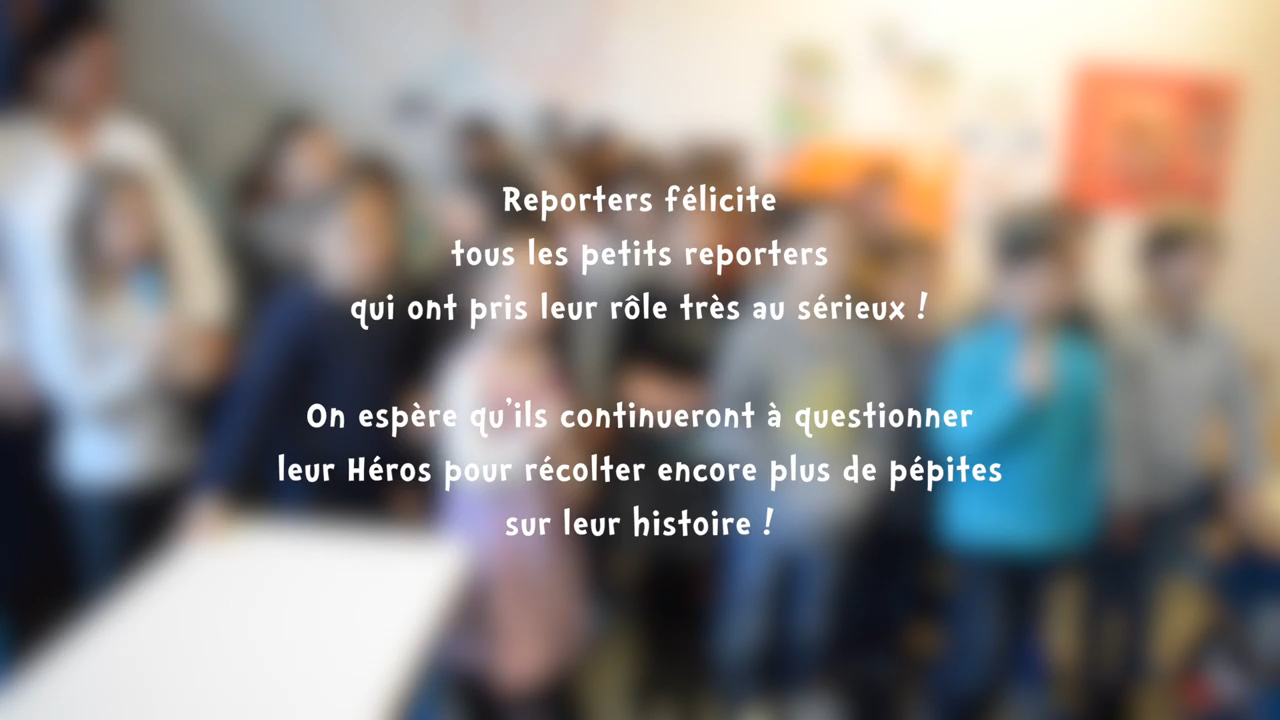 Reporters félicite
tous les petits reporters
qui ont pris leur rôle très au sérieux !
On espère qu'ils continueront à questionner
leur Héros pour récolter encore plus de pépites
sur leur histoire !